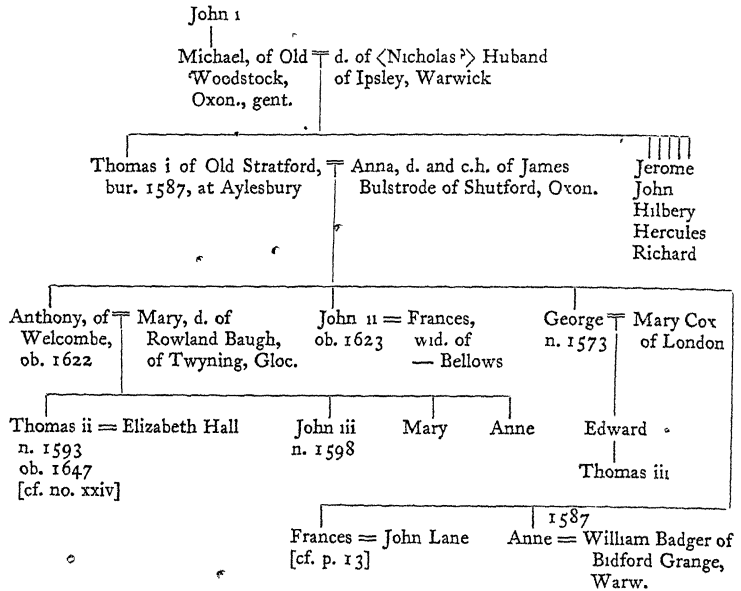 John i
Michael, of Old
Woodstock,
Oxon., gent.
d. of ⟨Nicholas ?⟩ Huband
of Ipsley, Warwick
Thomas i of Old Stratford,
bur. 1587, at Aylesbury
Anna, d. and c.h. of James
Bulstrode of Shutford, Oxon.
Jerome
John
Hilbery
Hercules
Richard
Anthony, of
Welcombe,
ob. 1622
Mary, d. of
Rowland Baugh,
of Twyning, Gloc.
John ii = Frances,
ob. 1623 wid. of
— Bellows
George
n. 1573
Mary Cox
of London
Thomas ii = Elizabeth Hall
n. 1593
ob. 1647
[cf. no. xxiv]
John iii
n. 1598
Mary
Anne
Edward
Thomas iii
Frances = John Lane
[cf. p. 13]
1587
Anne = William Badger of
Bidford Grange,
Warw.